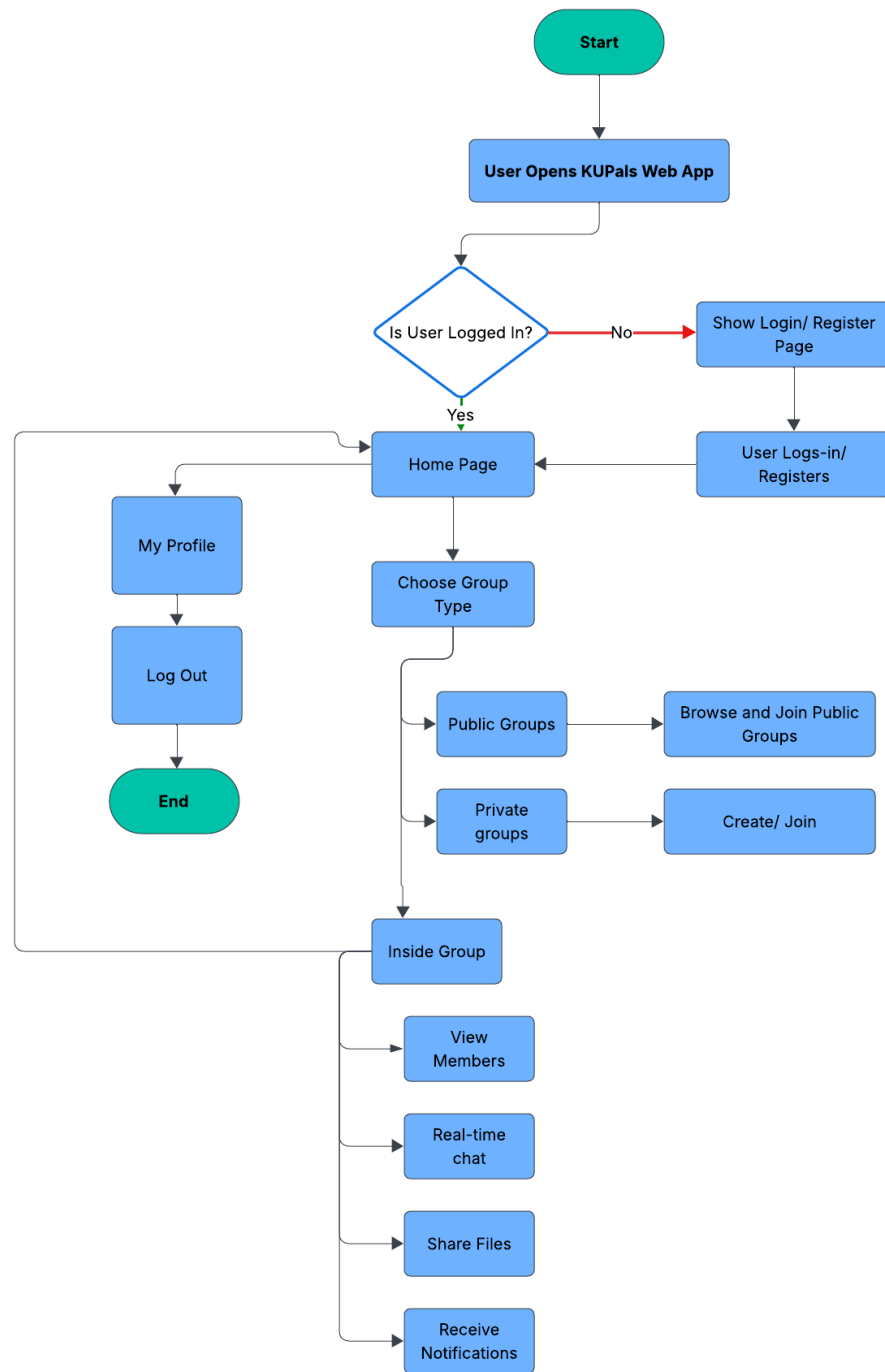 Start
User Opens KUPals Web App
Is User Logged In?
No
Show Login/ Register
Page
Yes
Home Page
User Logs-in/
Registers
My Profile
Choose Group
Type
Log Out
Public Groups
Browse and Join Public
Groups
End
Private
groups
Create/ Join
Inside Group
View
Members
Real-time
chat
Share Files
Receive
Notifications